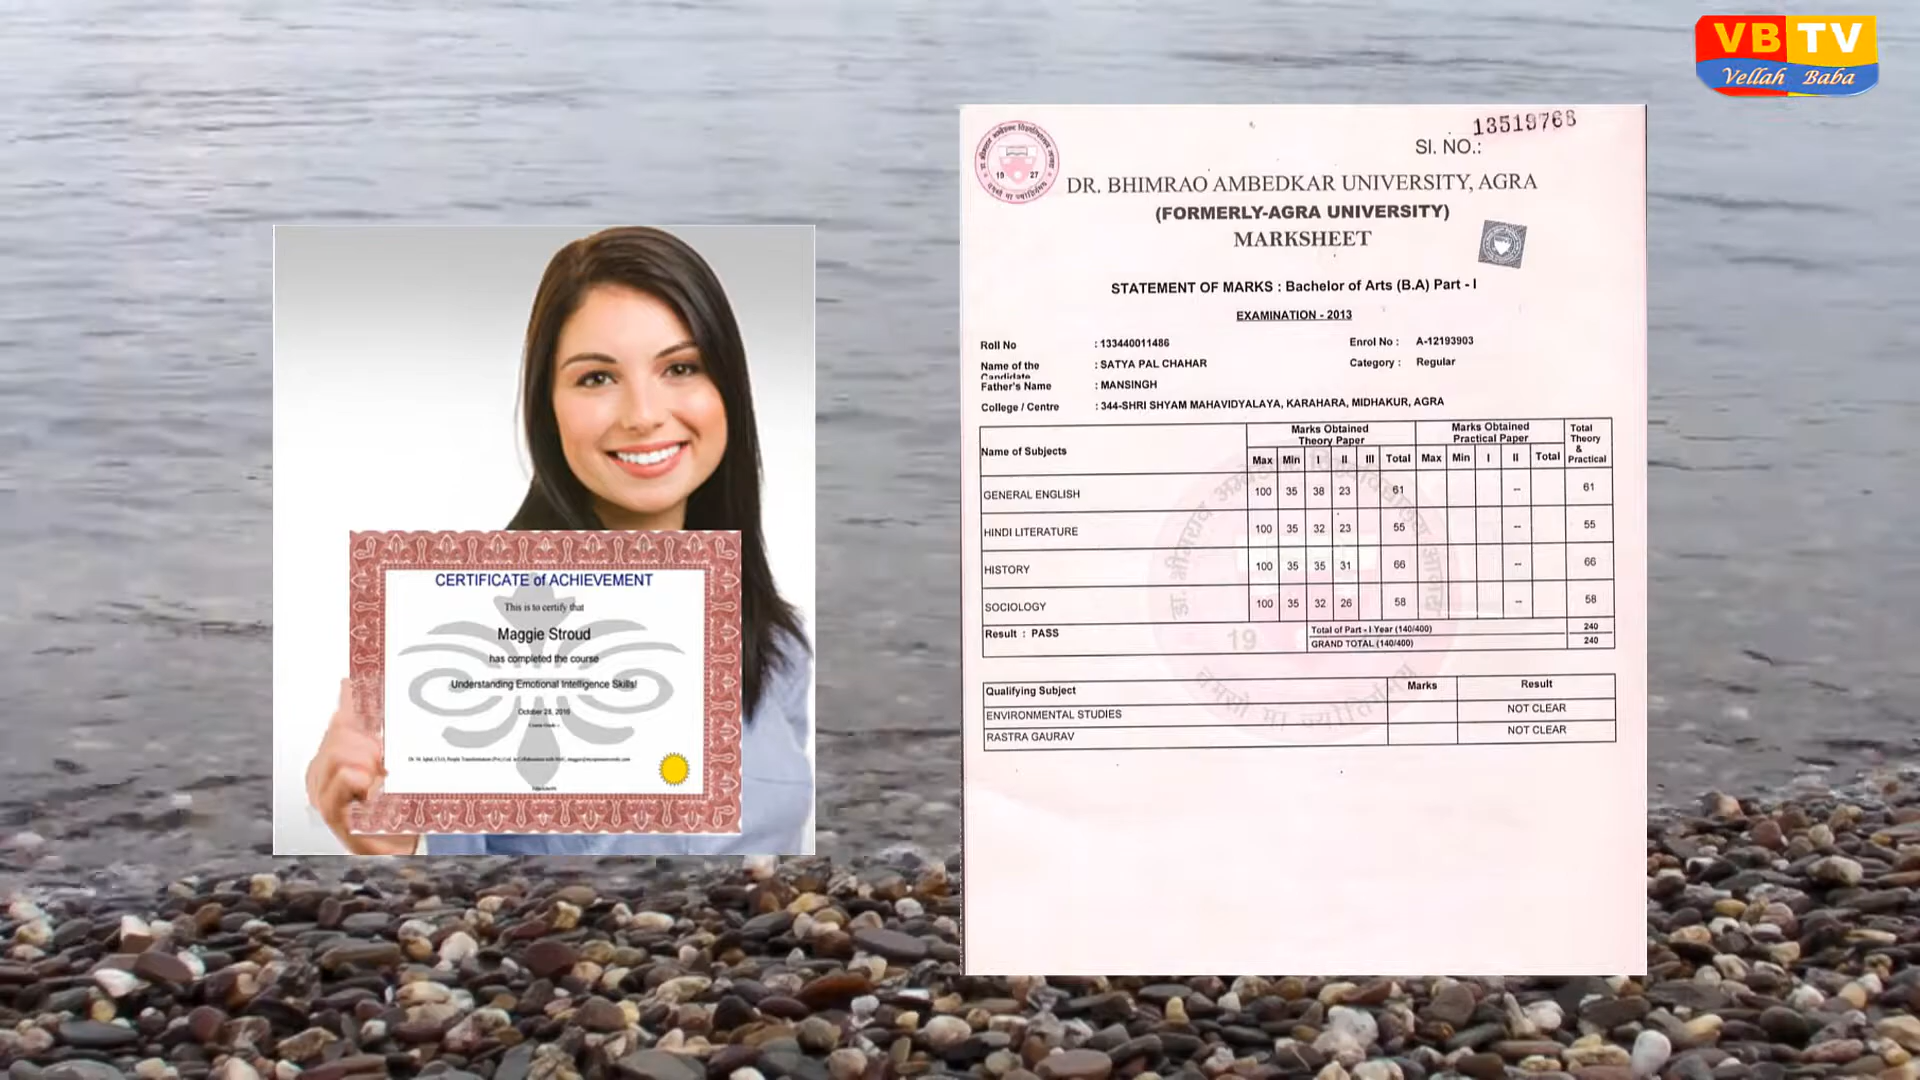 VB TV
Vellah Baba
CERTIFICATE of ACHIEVEMENT
This is to certify that
Maggie Stroud
has completed the course
Understanding Emotional Intelligence Skills!
October 28, 2016
13519768
SI. NO.:
19 27
DR. BHIMRAO AMBEDKAR UNIVERSITY, AGRA
(FORMERLY-AGRA UNIVERSITY)
MARKSHEET
STATEMENT OF MARKS : Bachelor of Arts (B.A) Part - I
EXAMINATION - 2013
Roll No : 133440011486 Enrol No : A-12193903
Name of the Candidate : SATYA PAL CHAHAR Category : Regular
Father's Name : MANSINGH
College / Centre : 344-SHRI SHYAM MAHAVIDYALAYA, KARAHARA, MIDHAKUR, AGRA
Name of Subjects Marks Obtained Theory Paper Marks Obtained Practical Paper Total Theory & Practical
Max Min I II III Total Max Min I II Total
GENERAL ENGLISH 100 35 38 23 61 -- 61
HINDI LITERATURE 100 35 32 23 55 -- 55
HISTORY 100 35 35 31 66 -- 66
SOCIOLOGY 100 35 32 26 58 -- 58
Result : PASS Total of Part - I Year (140/400) 240
GRAND TOTAL (140/400) 240
19
Qualifying Subject Marks Result
ENVIRONMENTAL STUDIES NOT CLEAR
RASTRA GAURAV NOT CLEAR